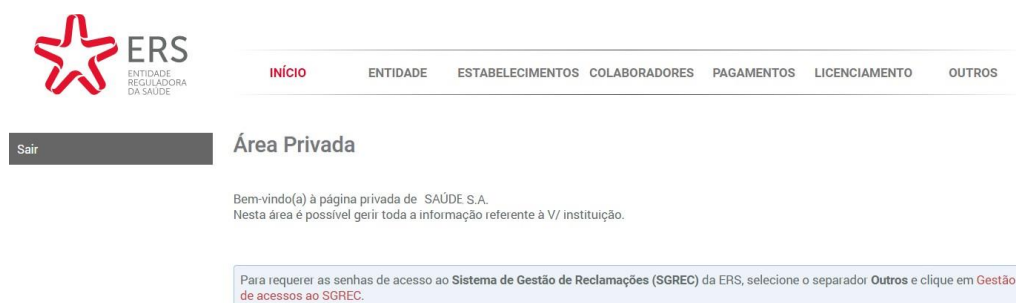 ERS
ENTIDADE
REGULADORA
DA SAÚDE
INÍCIO ENTIDADE ESTABELECIMENTOS COLABORADORES PAGAMENTOS LICENCIAMENTO OUTROS
Sair
Área Privada
Bem-vindo(a) à página privada de SAÚDE S.A.
Nesta área é possível gerir toda a informação referente à V/ instituição.
Para requerer as senhas de acesso ao Sistema de Gestão de Reclamações (SGREC) da ERS, selecione o separador Outros e clique em Gestão
de acessos ao SGREC.